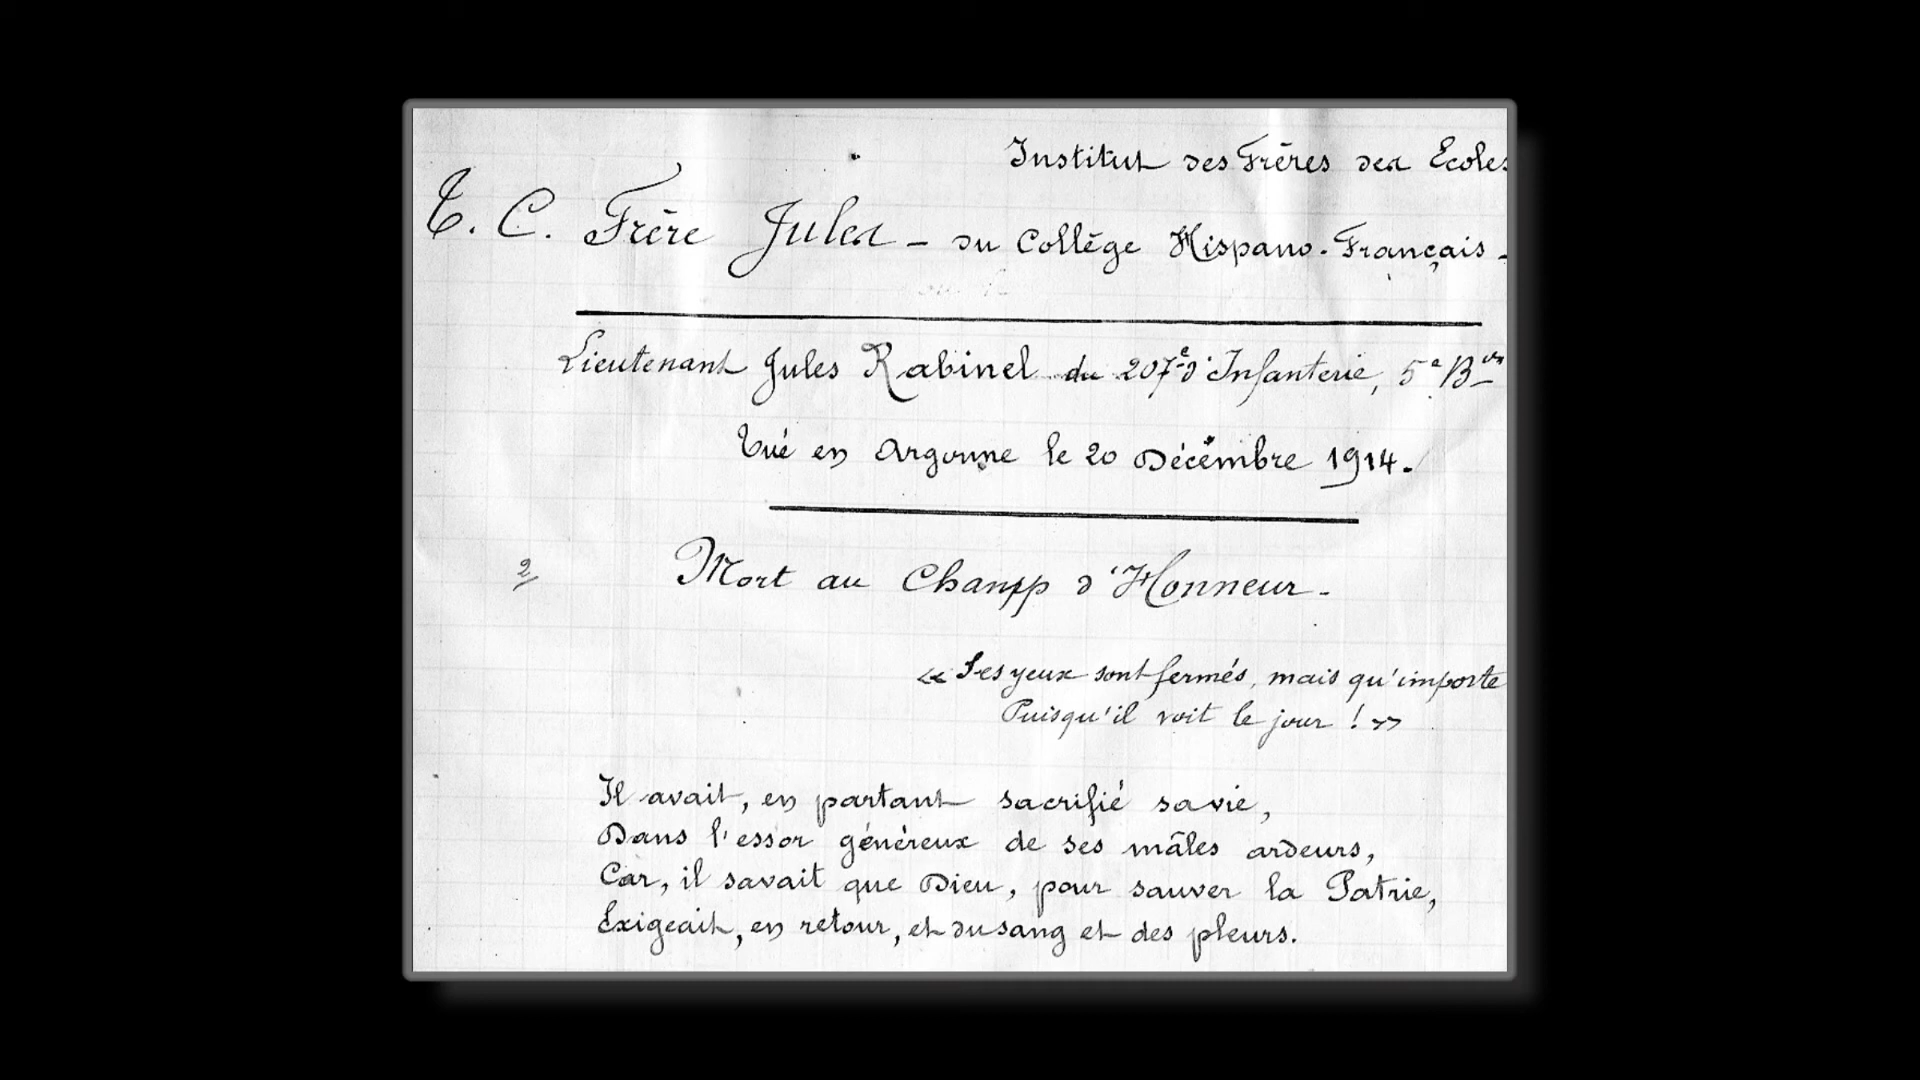 Institut des Frères des Ecoles
T. C. Frère Jules - du Collège Hispano-Français -
Lieutenant Jules Rabinel du 207e d'Infanterie, 5e Bon
Tué en Argonne le 20 Décembre 1914.
2/
Mort au Champ d'Honneur -
« Ses yeux sont fermés, mais qu'importe
Puisqu'il voit le jour ! »
Il avait, en partant sacrifié sa vie,
Dans l'essor généreux de ses mâles ardeurs,
Car, il savait que Dieu, pour sauver la Patrie,
Exigeait, en retour, et du sang et des pleurs.